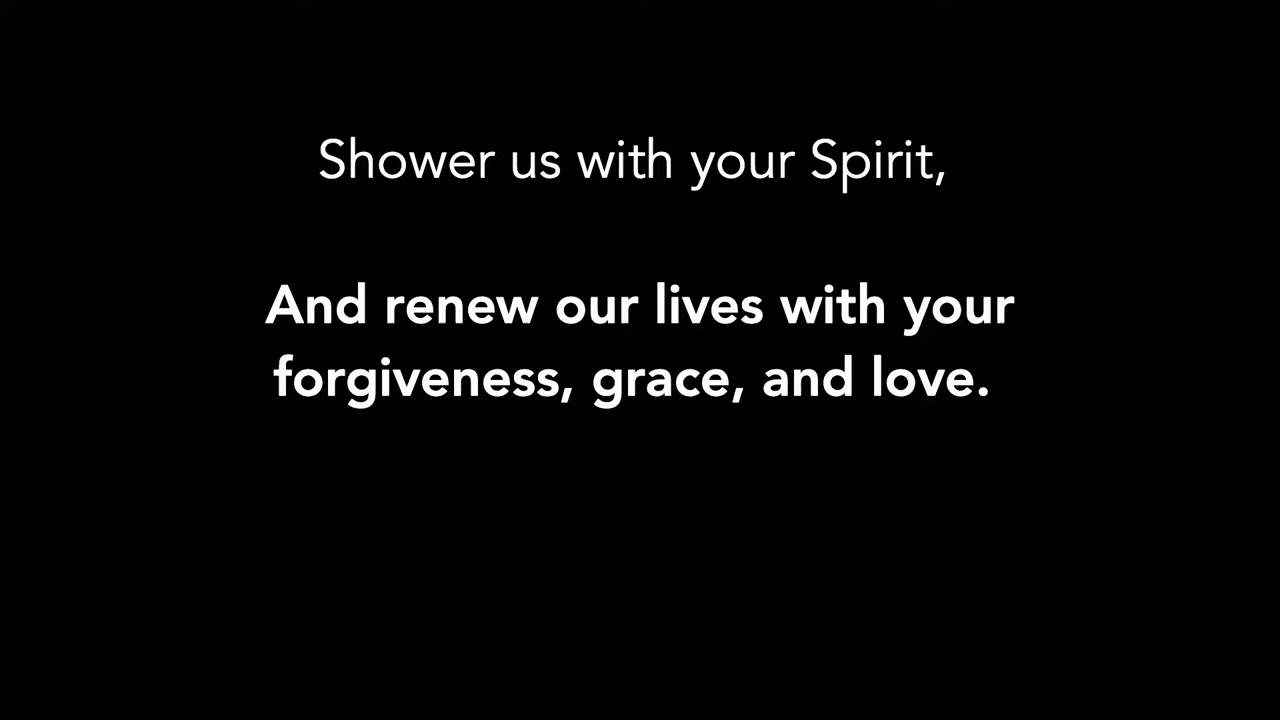 Shower us with your Spirit,
And renew our lives with your
forgiveness, grace, and love.